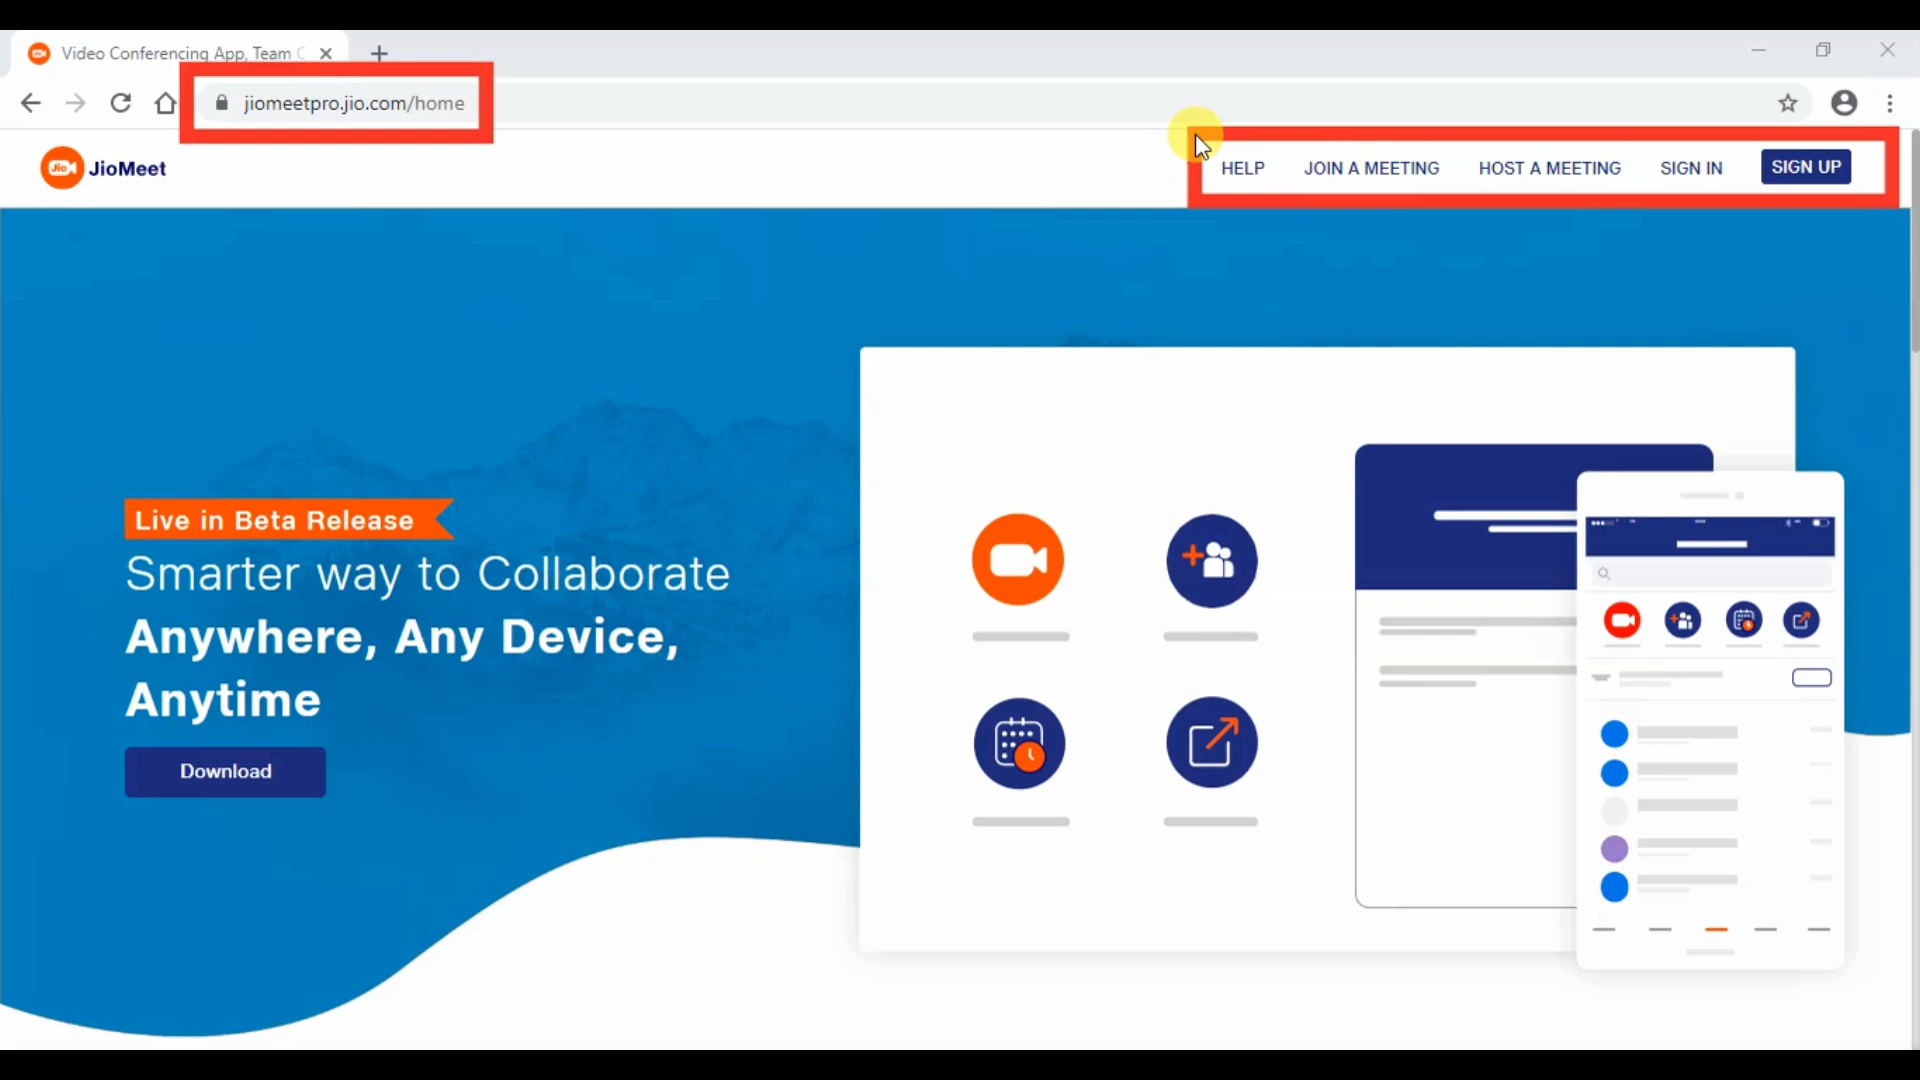 Video Conferencing App, Team
jiomeetpro.jio.com/home
Jio JioMeet
HELP JOIN A MEETING HOST A MEETING SIGN IN SIGN UP
Live in Beta Release
Smarter way to Collaborate
Anywhere, Any Device,
Anytime
Download